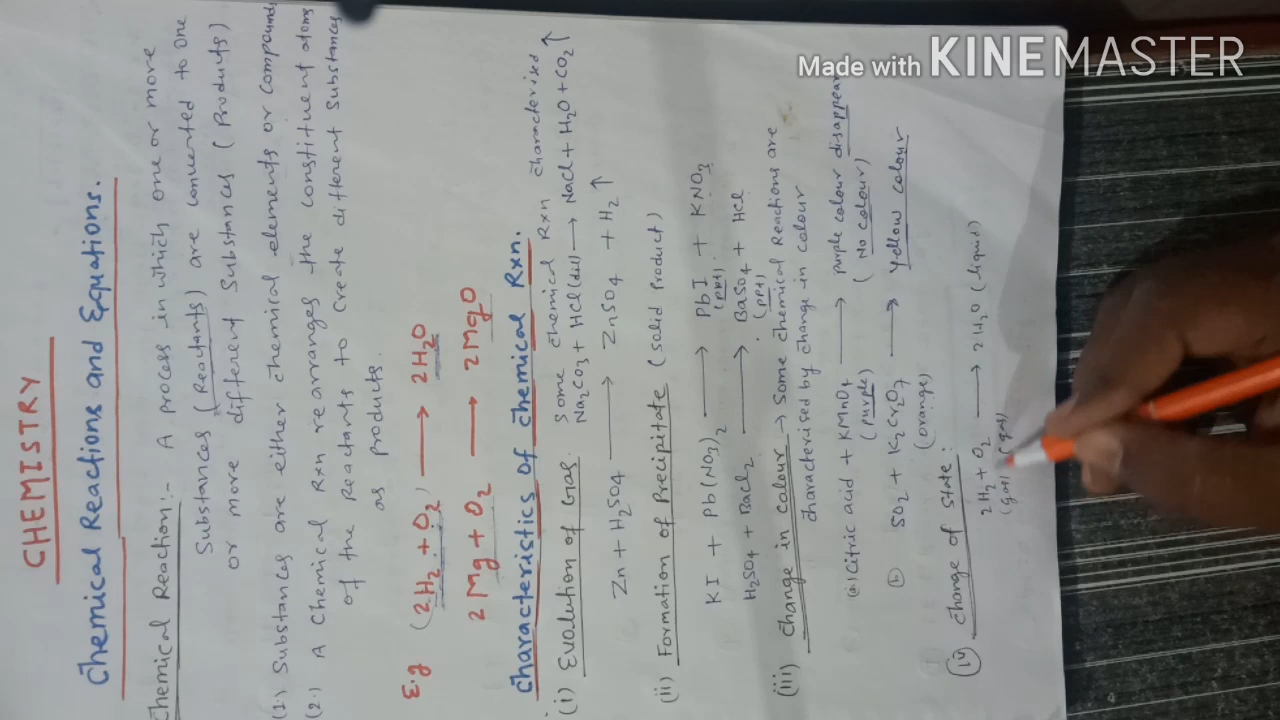 Made with KINEMASTER
CHEMISTRY
Chemical Reactions and Equations.
Chemical Reaction:- A process in which one or more
Substances (Reactants) are converted to one
or more different Substances (Products)
(1.) Substances are either chemical elements or compounds
(2.) A Chemical Rxn rearranges the constituent atoms
of the Reactants to Create different Substances
as products.
E.g (2H₂ + O₂) ⟶ 2H₂O
2Mg + O₂ ⟶ 2MgO
Characteristics of chemical Rxn.
(i) Evolution of Gas. Some chemical Rxn characterised
Na₂CO₃ + HCl (dil) ⟶ NaCl + H₂O + CO₂ ↑
Zn + H₂SO4 ⟶ ZnSO4 + H₂ ↑
(ii) Formation of Precipitate (Solid Product)
KI + Pb(NO₃)₂ ⟶ PbI + KNO₃
(ppt)
H₂SO4 + BaCl₂ ⟶ BaSO4 + HCl
(ppt)
(iii) Change in Colour → Some chemical Reactions are
characterised by change in colour
(a) Citric acid + KMnO4 ⟶ purple colour disappear
(purple) (No colour)
(b) SO₂ + K₂Cr₂O7 ⟶ Yellow colour
(orange)
(iv) Change of State:
2H₂ + O₂ ⟶ 2H₂O (liquid)
(gas) (gas)